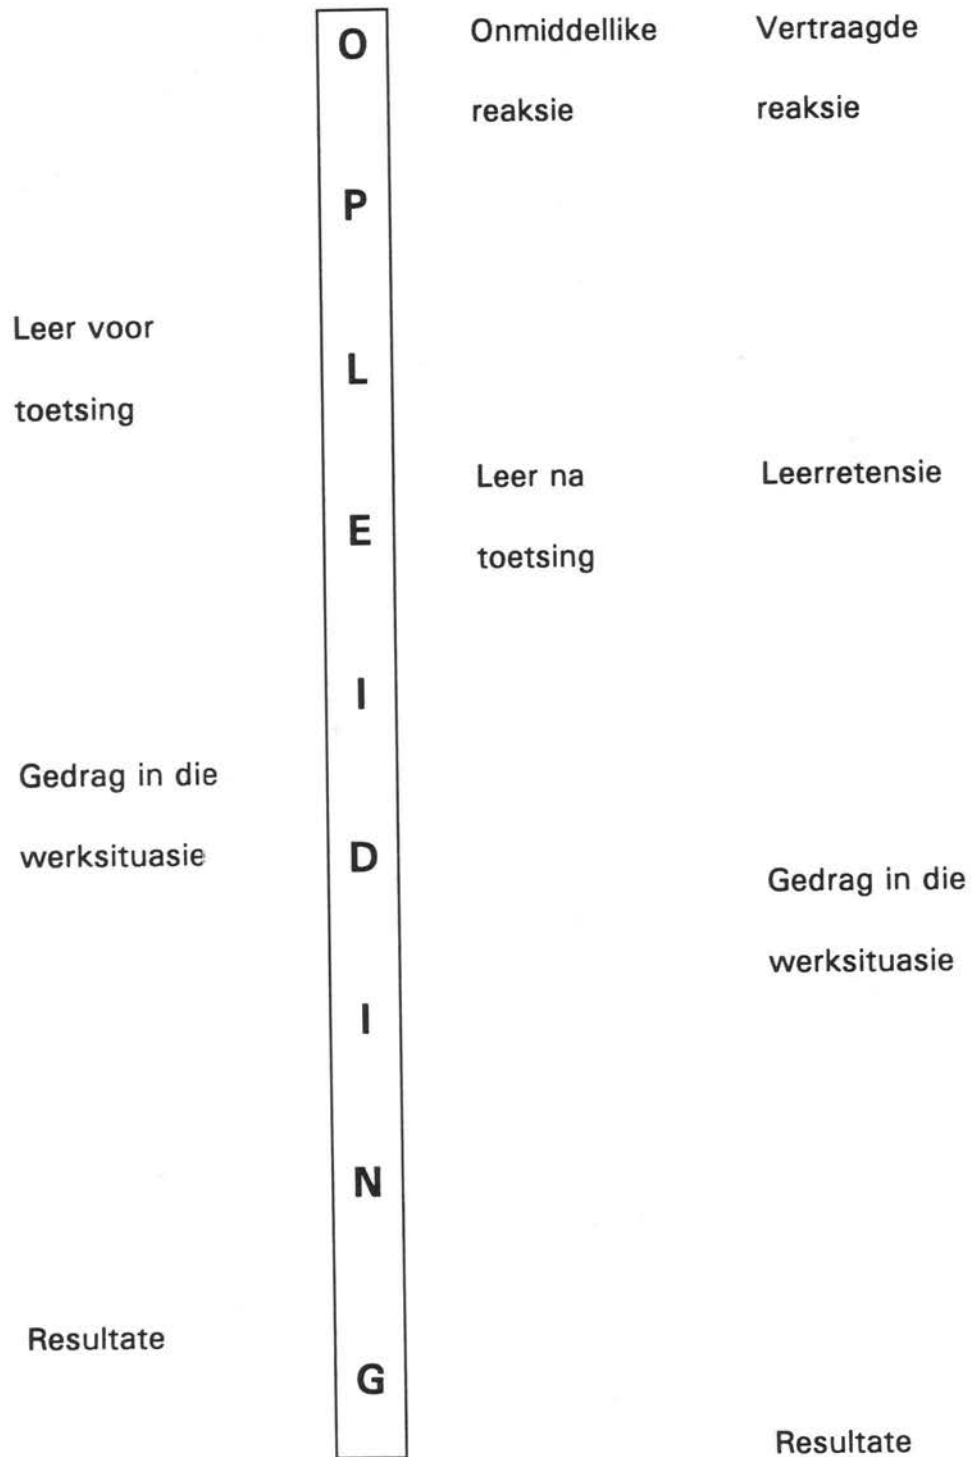 O
Onmiddellike Vertraagde
reaksie reaksie
P
Leer voor
L
toetsing
Leer na Leerretensie
E
toetsing
I
Gedrag in die
werksituasie D
Gedrag in die
werksituasie
I
N
Resultate
G
Resultate